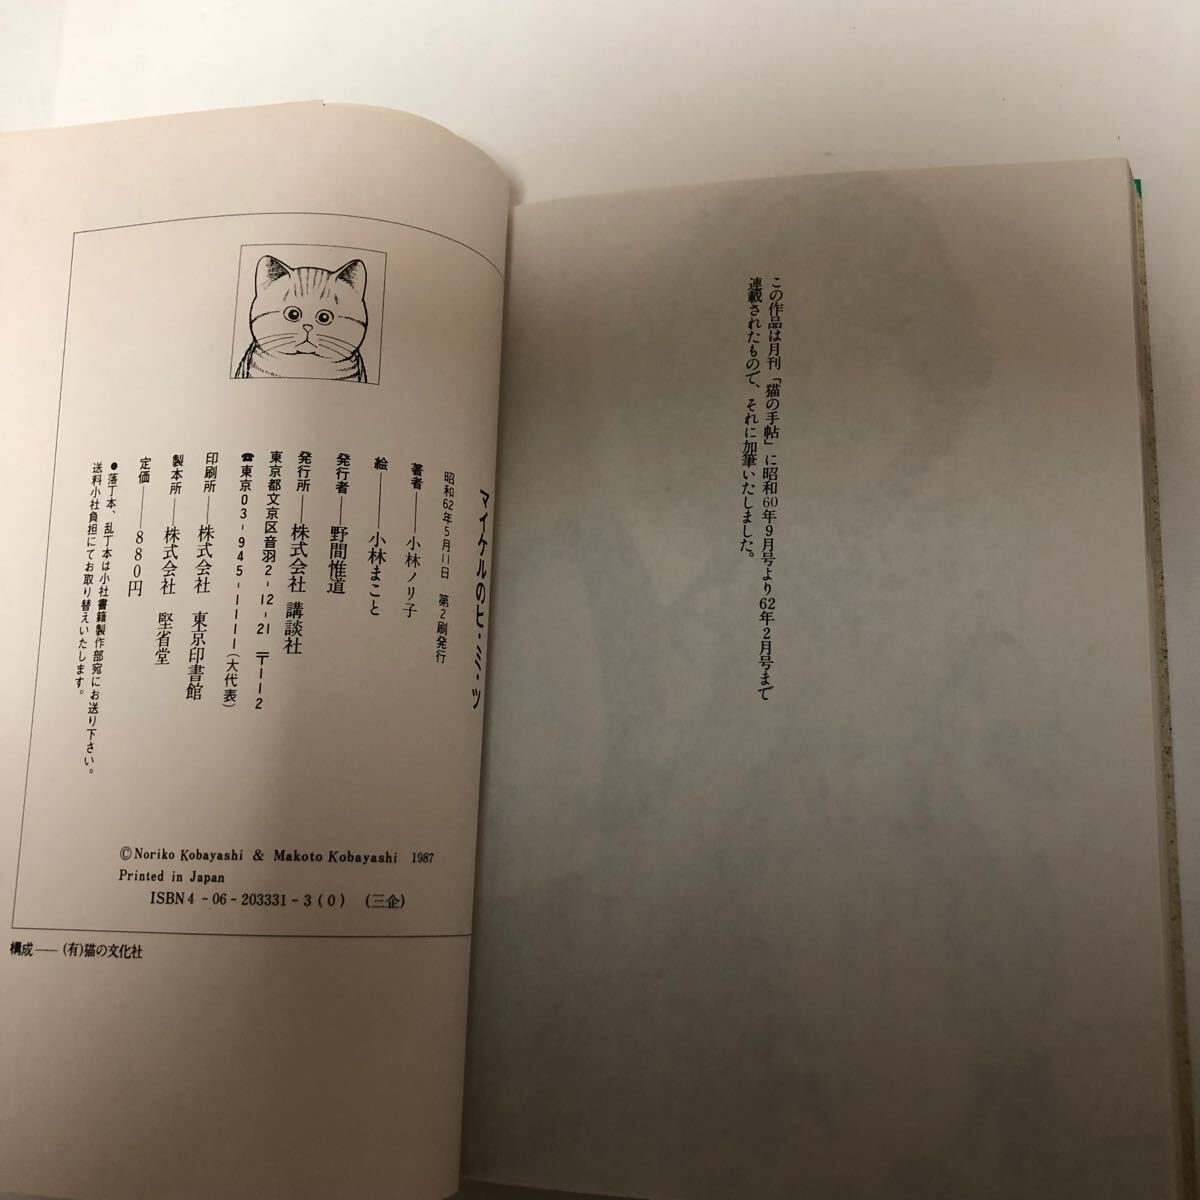 この作品は月刊「猫の手帖」に昭和60年9月号より62年2月号まで
連載されたもので、それに加筆いたしました。
マイケルのヒ・ミ・ツ
昭和62年5月11日 第2刷発行
著者――小林ノリ子
絵――小林まこと
発行者――野間惟道
発行所――株式会社 講談社
東京都文京区音羽2-12-21 〒112
☎東京03-945-1111(大代表)
印刷所――株式会社 東京印書館
製本所――株式会社 堅省堂
定価――880円
●落丁本、乱丁本は小社書籍製作部宛にお送り下さい。
送料小社負担にてお取り替えいたします。
©Noriko Kobayashi & Makoto Kobayashi 1987
Printed in Japan
ISBN4-06-203331-3(0) (三企)
構成――(有)猫の文化社